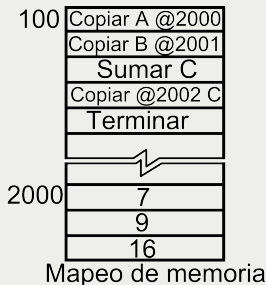 100 Copiar A @2000
Copiar B @2001
Sumar C
Copiar @2002 C
Terminar
2000 7
9
16
Mapeo de memoria